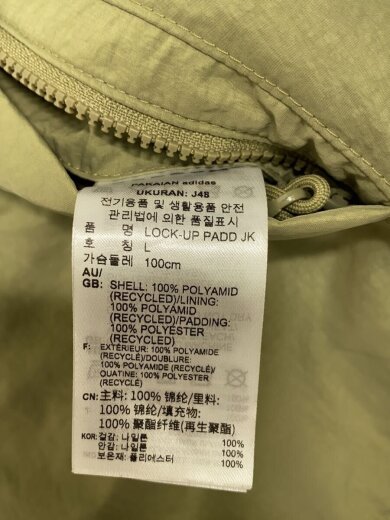 PAKAIAN adidas
UKURAN: J48
전기용품 및 생활용품 안전
관리법에 의한 품질표시
품 명 LOCK-UP PADD JK
호 칭 L
가슴둘레 100cm
AU/
GB: SHELL: 100% POLYAMID
(RECYCLED)/LINING:
100% POLYAMID
(RECYCLED)/PADDING:
100% POLYESTER
(RECYCLED)
F: EXTÉRIEUR: 100% POLYAMIDE
(RECYCLÉ)/DOUBLURE:
100% POLYAMIDE (RECYCLÉ)/
OUATINE: 100% POLYESTER
(RECYCLÉ)
CN: 主料: 100% 锦纶/里料:
100% 锦纶/填充物:
100% 聚酯纤维(再生聚酯)
KOR: 겉감: 나일론 100%
안감: 나일론 100%
보온재: 폴리에스터 100%